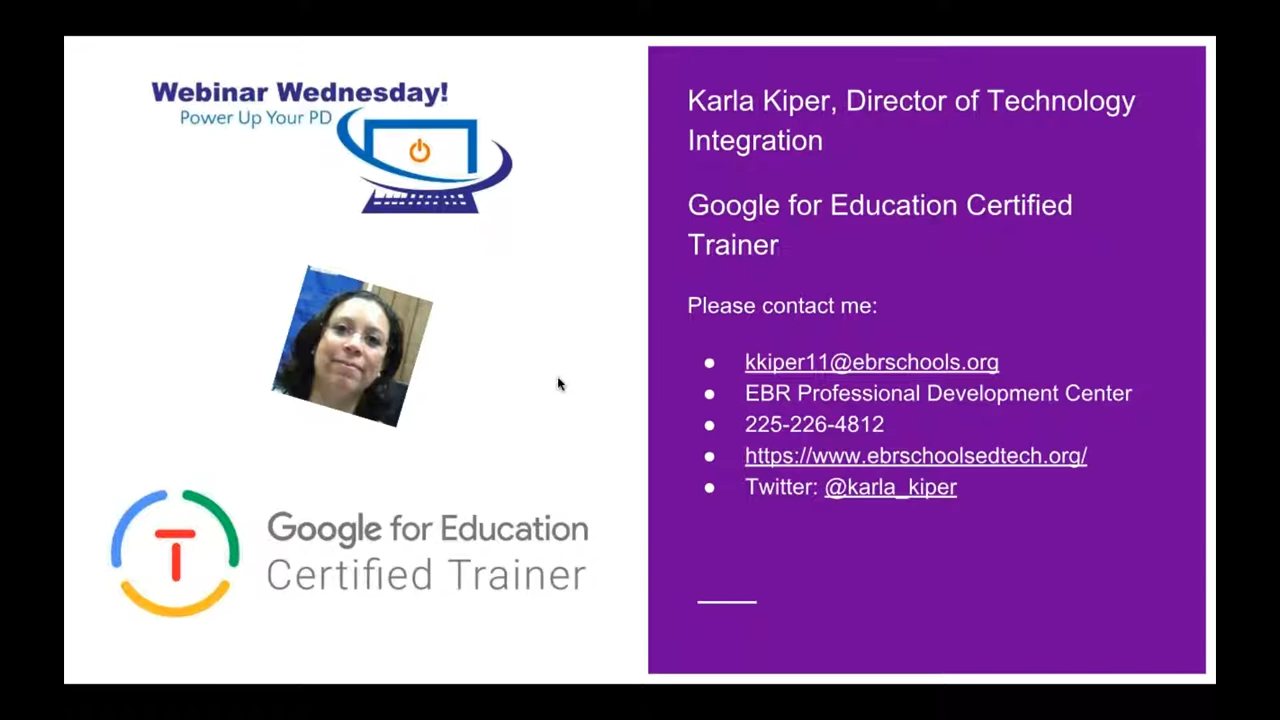 Webinar Wednesday!
Power Up Your PD
Google for Education
Certified Trainer
Karla Kiper, Director of Technology
Integration
Google for Education Certified
Trainer
Please contact me:
● kkiper11@ebrschools.org
● EBR Professional Development Center
● 225-226-4812
● https://www.ebrschoolsedtech.org/
● Twitter: @karla_kiper